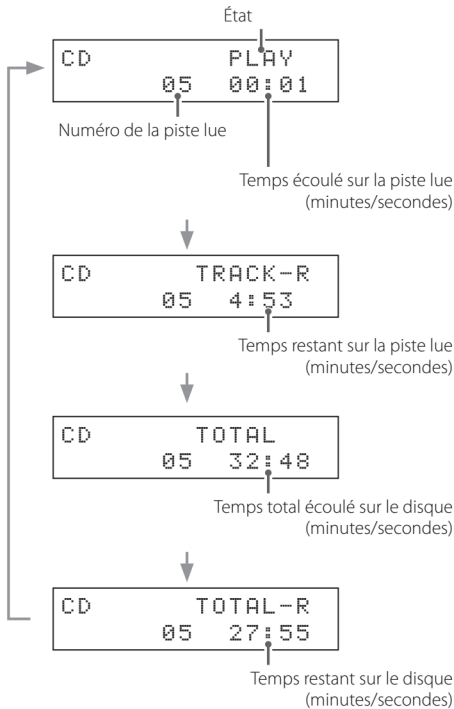 État
CD PLAY
05 00:01
Numéro de la piste lue
Temps écoulé sur la piste lue
(minutes/secondes)
CD TRACK-R
05 4:53
Temps restant sur la piste lue
(minutes/secondes)
CD TOTAL
05 32:48
Temps total écoulé sur le disque
(minutes/secondes)
CD TOTAL-R
05 27:55
Temps restant sur le disque
(minutes/secondes)